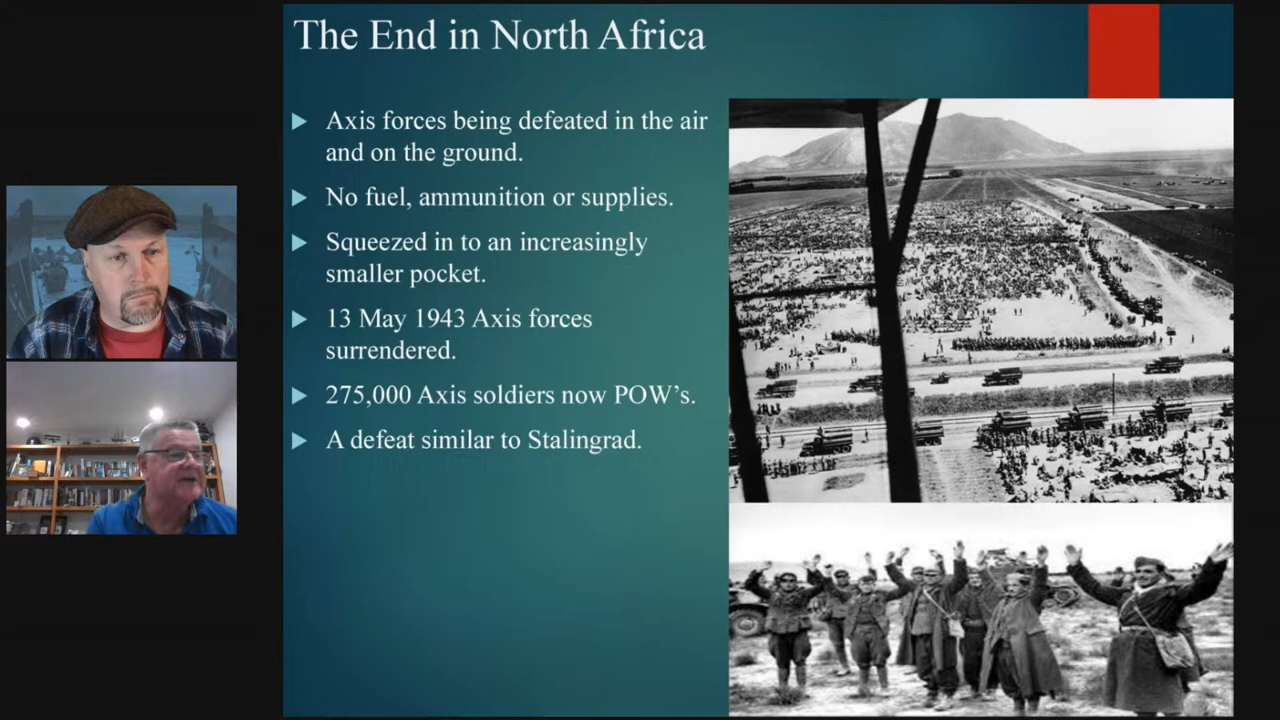 The End in North Africa
Axis forces being defeated in the air
and on the ground.
No fuel, ammunition or supplies.
Squeezed in to an increasingly
smaller pocket.
13 May 1943 Axis forces
surrendered.
275,000 Axis soldiers now POW’s.
A defeat similar to Stalingrad.